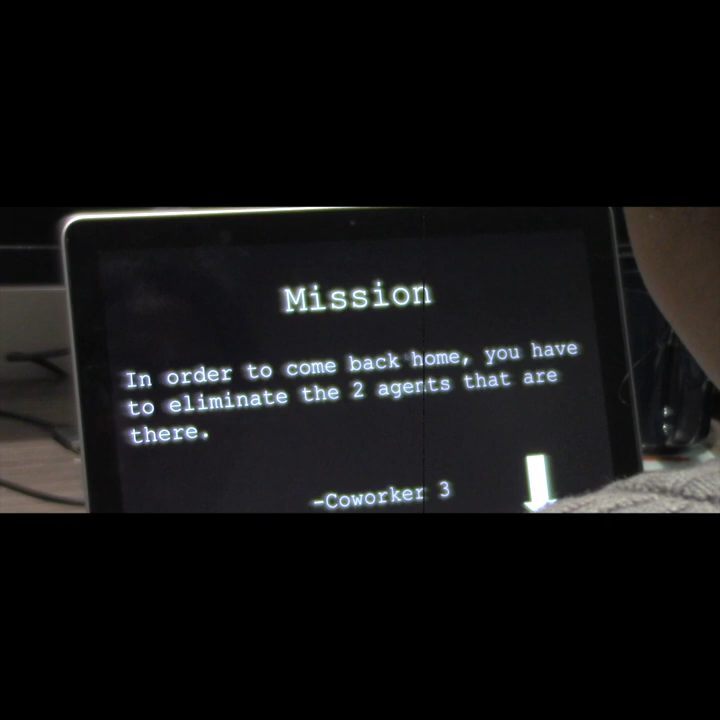 Mission
In order to come back home, you have
to eliminate the 2 agents that are
there.
-Coworker 3